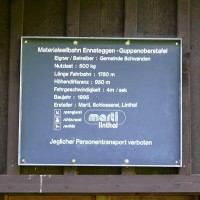 Materialseilbahn Ennetseggen - Guppenoberstafel
Eigner / Betreiber : Gemeinde Schwanden
Nutzlast : 500 kg
Länge Fahrbahn : 1760 m
Höhendifferenz : 950 m
Fahrgeschwindigkeit : 4m / sek
Baujahr : 1995
Ersteller : Marti, Schlosserei, Linthal
marti
linthal
Jeglicher Personentransport verboten